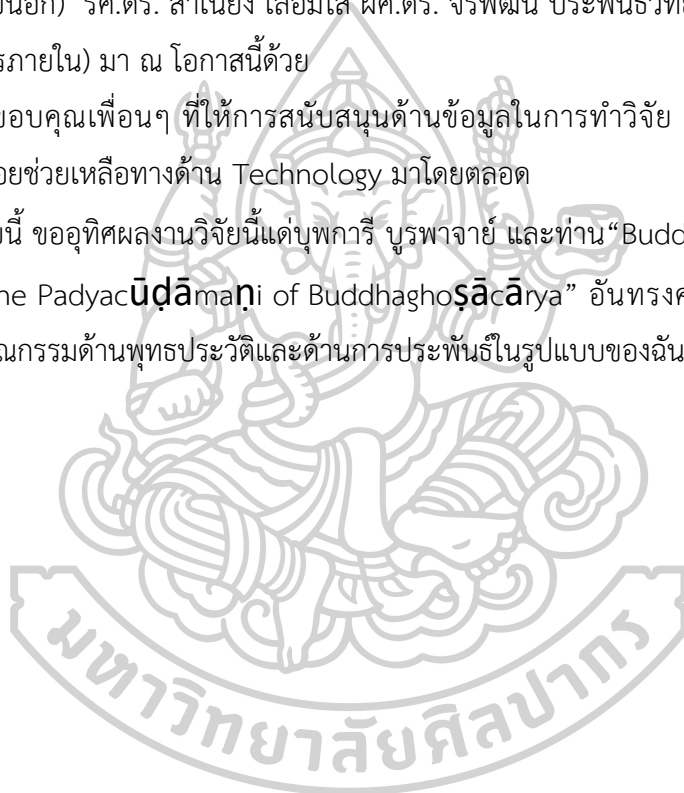 รศ.ดร. สำเนียง เลื่อมใส ผศ.ดร. จิรพัฒน์ ประพันธ์วิทยา
ภายใน) มา ณ โอกาสนี้ด้วย
ขอบคุณเพื่อนๆ ที่ให้การสนับสนุนด้านข้อมูลในการทำวิจัย
ช่วยเหลือทางด้าน Technology มาโดยตลอด
นี้ ขออุทิศผลงานวิจัยนี้แด่บุพการี บูรพาจารย์ และท่าน“Budd
Padyacūḍāmaṇi of Buddhaghoṣācārya” อันทรง
ณกรรมด้านพุทธประวัติและด้านการประพันธ์ในรูปแบบของฉัน
มหาวิทยาลัยศิลปากร